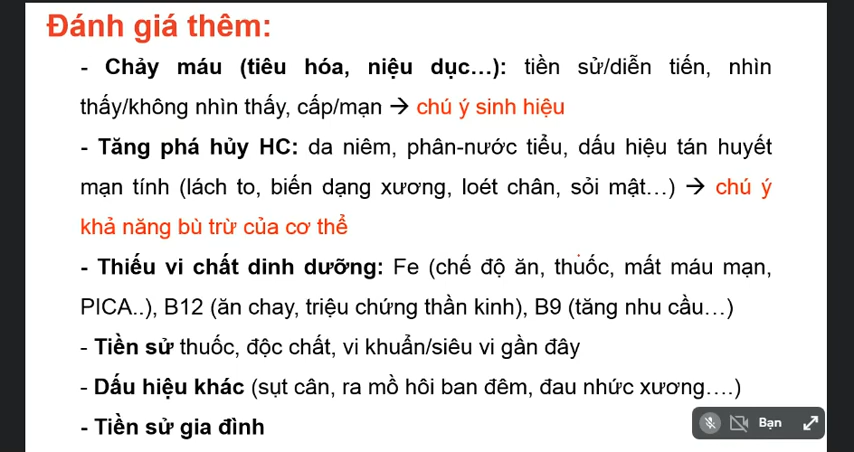 Đánh giá thêm:
- Chảy máu (tiêu hóa, niệu dục...): tiền sử/diễn tiến, nhìn
thấy/không nhìn thấy, cấp/mạn → chú ý sinh hiệu
- Tăng phá hủy HC: da niêm, phân-nước tiểu, dấu hiệu tán huyết
mạn tính (lách to, biến dạng xương, loét chân, sỏi mật...) → chú ý
khả năng bù trừ của cơ thể
- Thiếu vi chất dinh dưỡng: Fe (chế độ ăn, thuốc, mất máu mạn,
PICA..), B12 (ăn chay, triệu chứng thần kinh), B9 (tăng nhu cầu...)
- Tiền sử thuốc, độc chất, vi khuẩn/siêu vi gần đây
- Dấu hiệu khác (sụt cân, ra mồ hôi ban đêm, đau nhức xương....)
- Tiền sử gia đình
Bạn